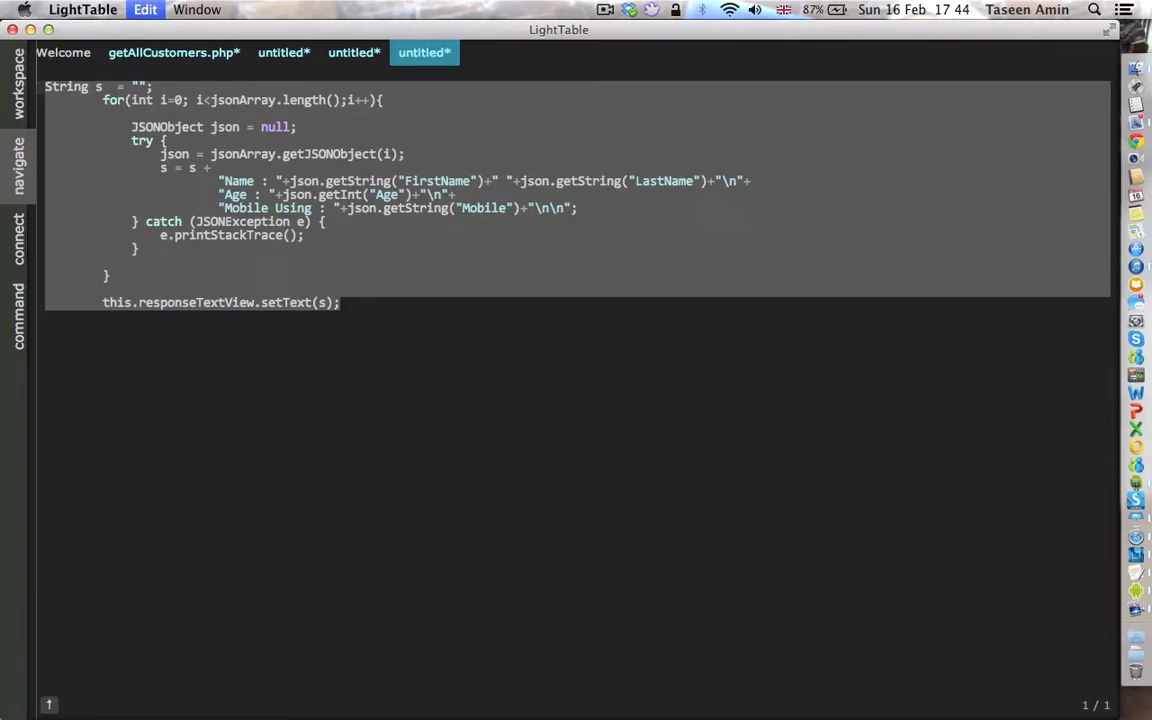 LightTable Edit Window 87% Sun 16 Feb 17 44 Taseen Amin
LightTable
Welcome getAllCustomers.php* untitled* untitled* untitled*
workspace
navigate
connect
command
String s  = "";
for(int i=0; i<jsonArray.length();i++){
JSONObject json = null;
try {
json = jsonArray.getJSONObject(i);
s = s +
"Name : "+json.getString("FirstName")+" "+json.getString("LastName")+"\n"+
"Age : "+json.getInt("Age")+"\n"+
"Mobile Using : "+json.getString("Mobile")+"\n\n";
} catch (JSONException e) {
e.printStackTrace();
}
}
this.responseTextView.setText(s);
1 / 1